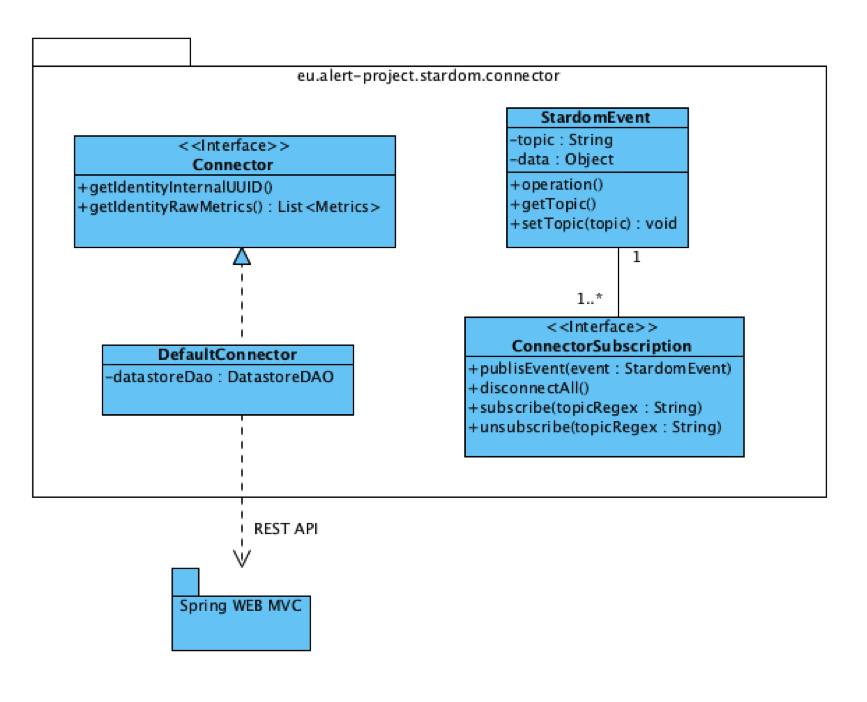 eu.alert-project.stardom.connector
<<Interface>>
Connector
+getIdentityInternalUUID()
+getIdentityRawMetrics() : List<Metrics>
StardomEvent
-topic : String
-data : Object
+operation()
+getTopic()
+setTopic(topic) : void
1
1..*
DefaultConnector
-datastoreDao : DatastoreDAO
<<Interface>>
ConnectorSubscription
+publisEvent(event : StardomEvent)
+disconnectAll()
+subscribe(topicRegex : String)
+unsubscribe(topicRegex : String)
REST API
Spring WEB MVC